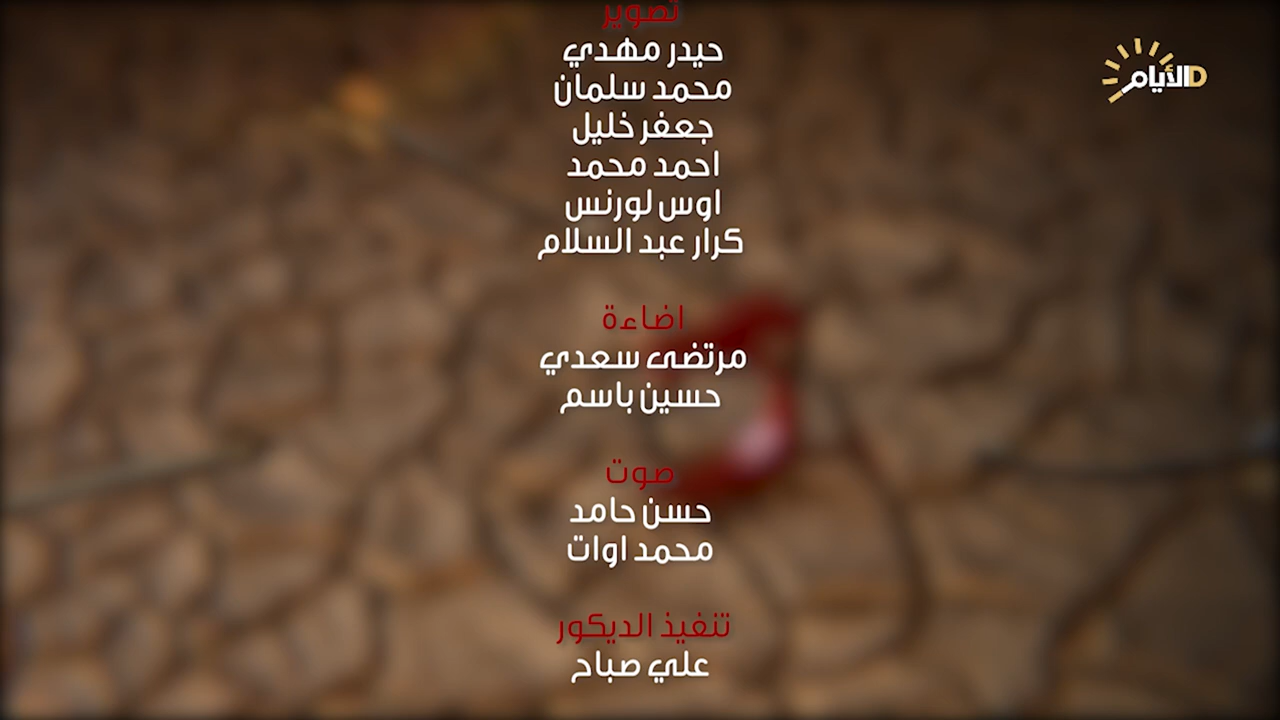 تصوير
حيدر مهدي
محمد سلمان
جعفر خليل
احمد محمد
اوس لورنس
كرار عبد السلام
اضاءة
مرتضى سعدي
حسين باسم
صوت
حسن حامد
محمد اوات
تنفيذ الديكور
علي صباح
الأيام